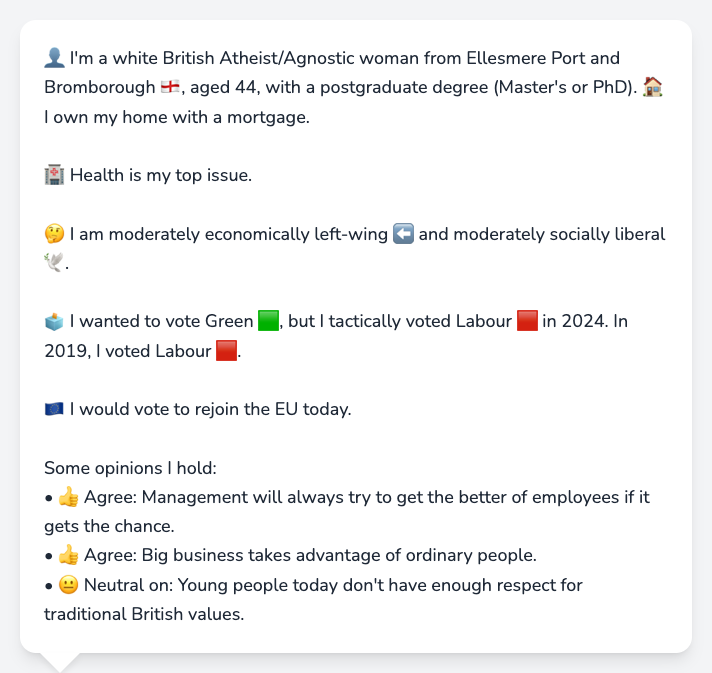 👤 I'm a white British Atheist/Agnostic woman from Ellesmere Port and
Bromborough 🏴󠁧󠁢󠁥󠁮󠁧󠁿, aged 44, with a postgraduate degree (Master's or PhD). 🏠
I own my home with a mortgage.
🏥 Health is my top issue.
🤔 I am moderately economically left-wing ⬅️ and moderately socially liberal
🕊️.
🗳️ I wanted to vote Green 🟩, but I tactically voted Labour 🟥 in 2024. In
2019, I voted Labour 🟥.
🇪🇺 I would vote to rejoin the EU today.
Some opinions I hold:
• 👍 Agree: Management will always try to get the better of employees if it
gets the chance.
• 👍 Agree: Big business takes advantage of ordinary people.
• 😐 Neutral on: Young people today don't have enough respect for
traditional British values.